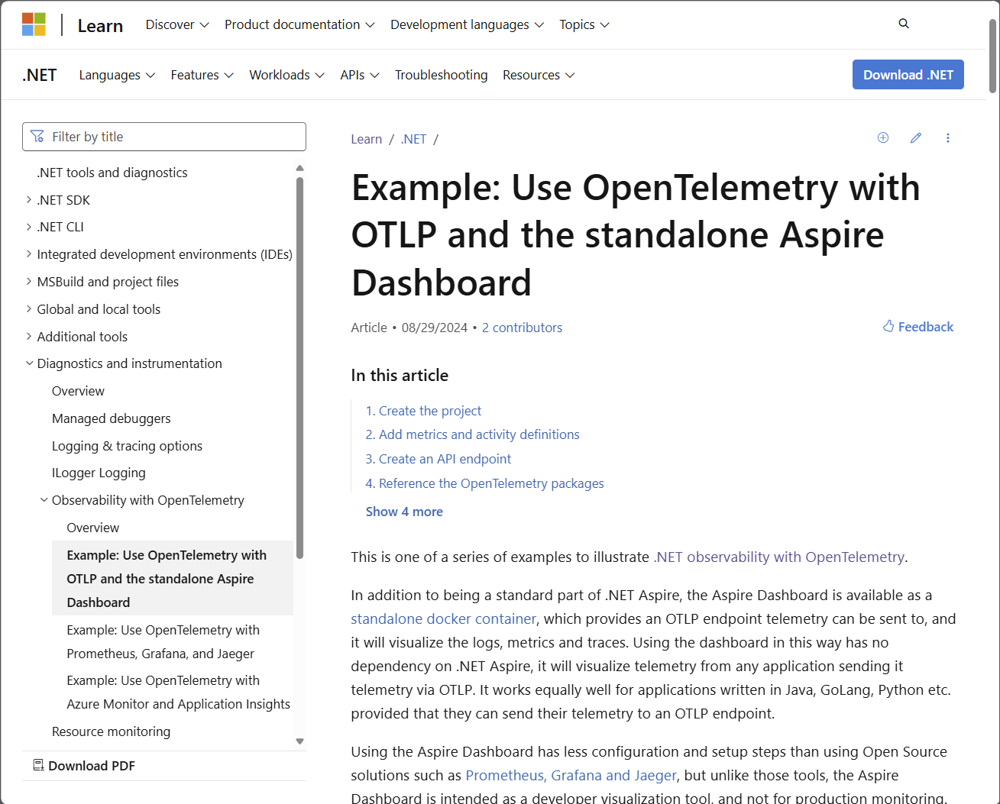 Learn
Discover
Product documentation
Development languages
Topics
.NET
Languages
Features
Workloads
APIs
Troubleshooting
Resources
Download .NET
Filter by title
.NET tools and diagnostics
.NET SDK
.NET CLI
Integrated development environments (IDEs)
MSBuild and project files
Global and local tools
Additional tools
Diagnostics and instrumentation
Overview
Managed debuggers
Logging & tracing options
ILogger Logging
Observability with OpenTelemetry
Overview
Example: Use OpenTelemetry with
OTLP and the standalone Aspire
Dashboard
Example: Use OpenTelemetry with
Prometheus, Grafana, and Jaeger
Example: Use OpenTelemetry with
Azure Monitor and Application Insights
Resource monitoring
Download PDF
Learn / .NET /
Example: Use OpenTelemetry with
OTLP and the standalone Aspire
Dashboard
Article • 08/29/2024 • 2 contributors
Feedback
In this article
1. Create the project
2. Add metrics and activity definitions
3. Create an API endpoint
4. Reference the OpenTelemetry packages
Show 4 more
This is one of a series of examples to illustrate .NET observability with OpenTelemetry.
In addition to being a standard part of .NET Aspire, the Aspire Dashboard is available as a
standalone docker container, which provides an OTLP endpoint telemetry can be sent to, and
it will visualize the logs, metrics and traces. Using the dashboard in this way has no
dependency on .NET Aspire, it will visualize telemetry from any application sending it
telemetry via OTLP. It works equally well for applications written in Java, GoLang, Python etc.
provided that they can send their telemetry to an OTLP endpoint.
Using the Aspire Dashboard has less configuration and setup steps than using Open Source
solutions such as Prometheus, Grafana and Jaeger, but unlike those tools, the Aspire
Dashboard is intended as a developer visualization tool, and not for production monitoring.